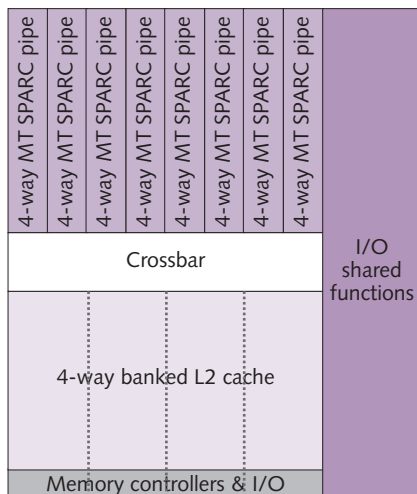 4-way MT SPARC pipe
4-way MT SPARC pipe
4-way MT SPARC pipe
4-way MT SPARC pipe
4-way MT SPARC pipe
4-way MT SPARC pipe
4-way MT SPARC pipe
4-way MT SPARC pipe
Crossbar
I/O
shared
functions
4-way banked L2 cache
Memory controllers & I/O